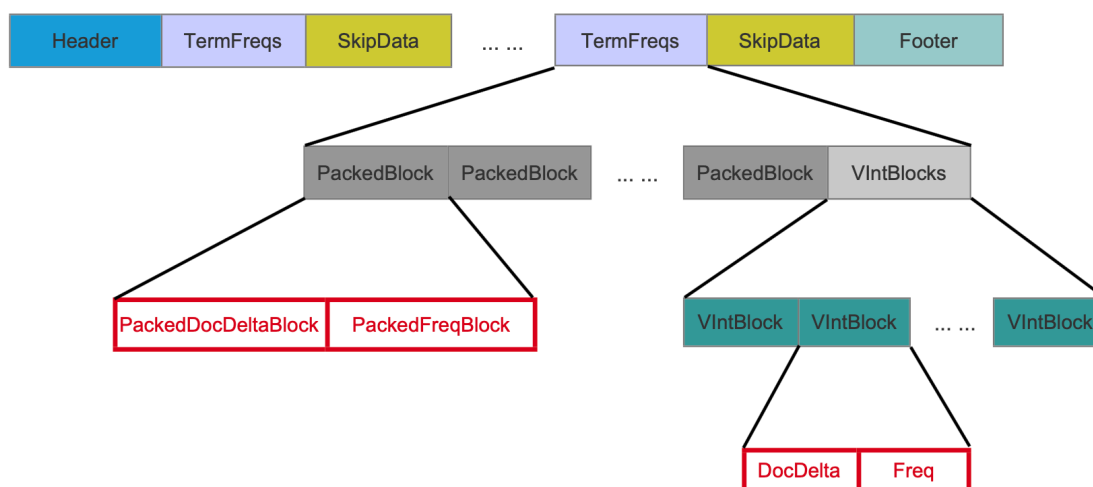 Header TermFreqs SkipData ... ... TermFreqs SkipData Footer
PackedBlock PackedBlock ... ... PackedBlock VIntBlocks
PackedDocDeltaBlock PackedFreqBlock VIntBlock VIntBlock ... ... VIntBlock
DocDelta Freq